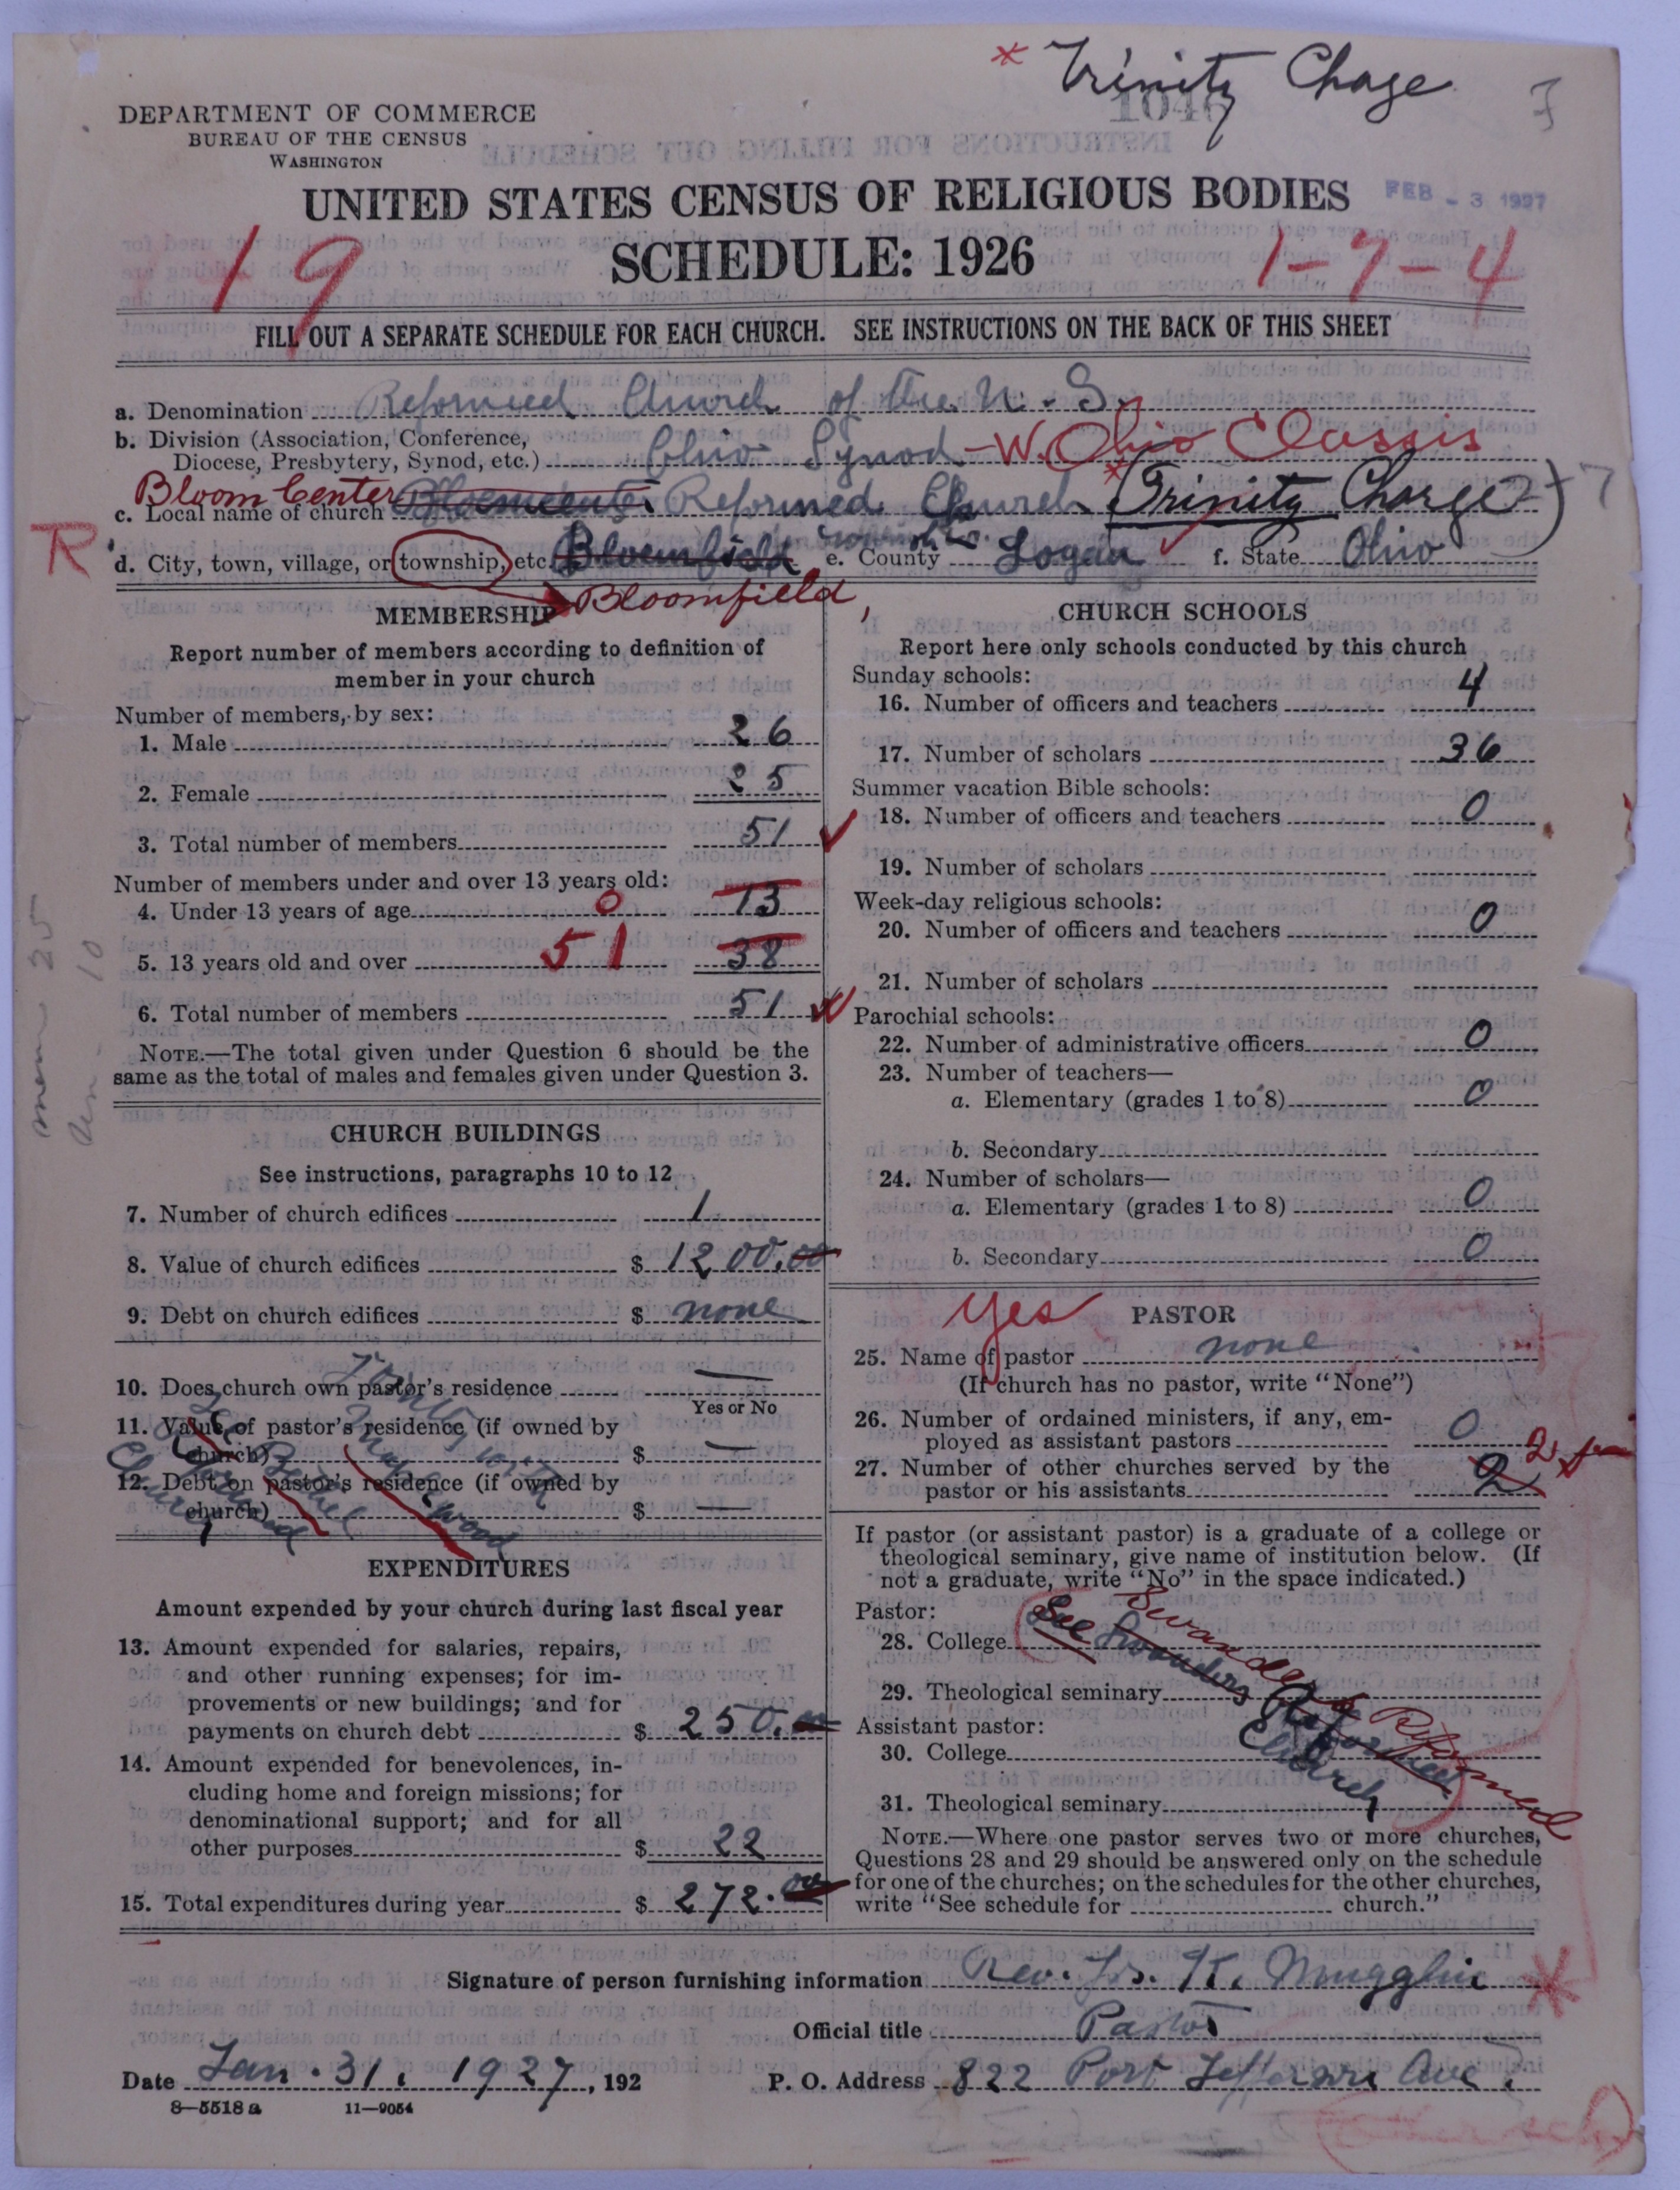 * Trinity Chage
1046
DEPARTMENT OF COMMERCE
BUREAU OF THE CENSUS
WASHINGTON
UNITED STATES CENSUS OF RELIGIOUS BODIES
FEB - 3 1927
SCHEDULE: 1926
19
1-7-4
FILL OUT A SEPARATE SCHEDULE FOR EACH CHURCH. SEE INSTRUCTIONS ON THE BACK OF THIS SHEET
a. Denomination Reformed Church of the U. S.
b. Division (Association, Conference,
Diocese, Presbytery, Synod, etc.) Ohio Synod - W. Ohio Classis
Bloom Center
c. Local name of church Bloomcenter Reformed Church (Trinity Charge)
R
d. City, town, village, or township, etc. Bloomfield township e. County Logan f. State Ohio
Bloomfield
MEMBERSHIP
Report number of members according to definition of
member in your church
Number of members, by sex:
1. Male 26
2. Female 25
3. Total number of members 51
Number of members under and over 13 years old:
4. Under 13 years of age 0 13
5. 13 years old and over 51 38
6. Total number of members 51
NOTE.—The total given under Question 6 should be the
same as the total of males and females given under Question 3.
mem 25
10
CHURCH BUILDINGS
See instructions, paragraphs 10 to 12
7. Number of church edifices 1
8. Value of church edifices $ 1200.00
9. Debt on church edifices $ none
10. Does church own pastor's residence —
Yes or No
11. Value of pastor's residence (if owned by
church) $ —
12. Debt on pastor's residence (if owned by
church) $ —
EXPENDITURES
Amount expended by your church during last fiscal year
13. Amount expended for salaries, repairs,
and other running expenses; for im-
provements or new buildings; and for
payments on church debt $ 250.00
14. Amount expended for benevolences, in-
cluding home and foreign missions; for
denominational support; and for all
other purposes $ 22
15. Total expenditures during year $ 272.00
CHURCH SCHOOLS
Report here only schools conducted by this church
Sunday schools:
16. Number of officers and teachers 4
17. Number of scholars 36
Summer vacation Bible schools:
18. Number of officers and teachers 0
19. Number of scholars
Week-day religious schools:
20. Number of officers and teachers 0
21. Number of scholars
Parochial schools:
22. Number of administrative officers 0
23. Number of teachers—
a. Elementary (grades 1 to 8) 0
b. Secondary
24. Number of scholars—
a. Elementary (grades 1 to 8) 0
b. Secondary 0
yes
PASTOR
25. Name of pastor none
(If church has no pastor, write "None")
26. Number of ordained ministers, if any, em-
ployed as assistant pastors 0
27. Number of other churches served by the
pastor or his assistants 2 2
If pastor (or assistant pastor) is a graduate of a college or
theological seminary, give name of institution below. (If
not a graduate, write "No" in the space indicated.)
Pastor:
28. College See Swanders Reformed Church
Swanders Reformed
29. Theological seminary
Assistant pastor:
30. College
31. Theological seminary
NOTE.—Where one pastor serves two or more churches,
Questions 28 and 29 should be answered only on the schedule
for one of the churches; on the schedules for the other churches,
write "See schedule for church."
Signature of person furnishing information Rev. Js. H. Mugglin
Official title Pastor
Date Jan. 31, 1927, 192
P. O. Address 822 Port Jefferson Ave.
8—5518 a 11—9054